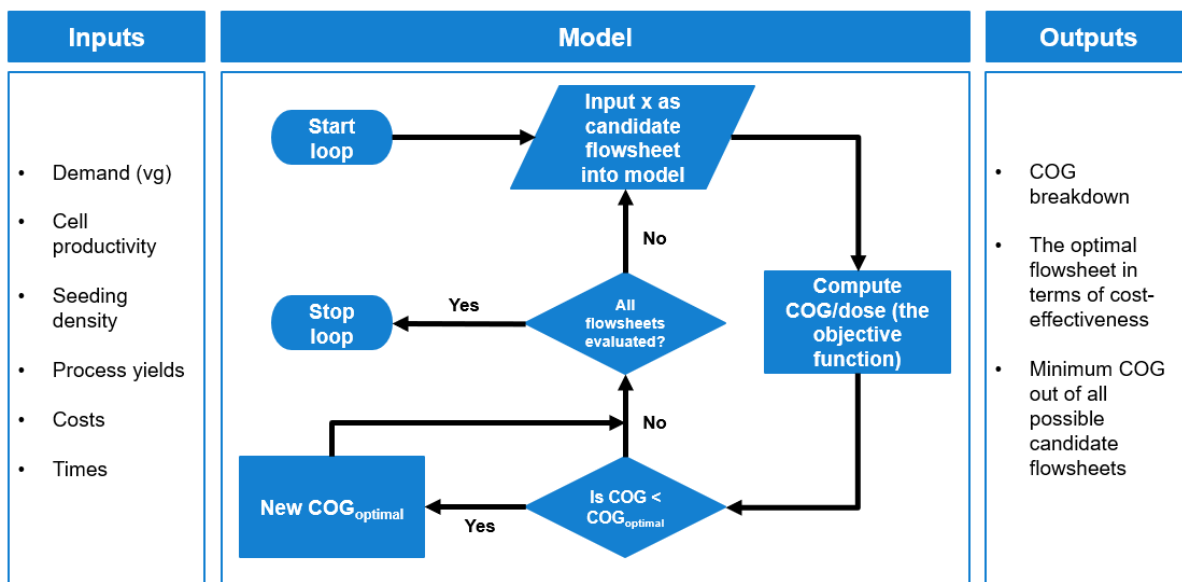 Inputs
Model
Outputs
• Demand (vg)
• Cell
productivity
• Seeding
density
• Process yields
• Costs
• Times
Start
loop
Input x as
candidate
flowsheet
into model
No
Compute
COG/dose (the
objective
function)
All
flowsheets
evaluated?
Yes
Stop
loop
No
Is COG <
COGoptimal
Yes
New COGoptimal
• COG
breakdown
• The optimal
flowsheet in
terms of cost-
effectiveness
• Minimum COG
out of all
possible
candidate
flowsheets